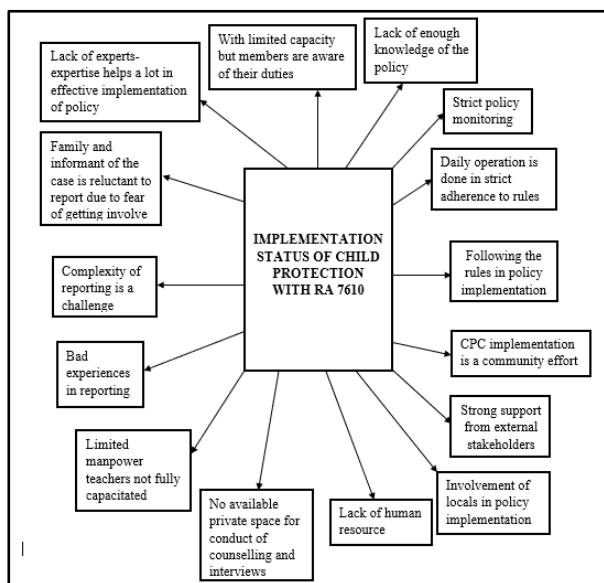 With limited capacity
but members are aware
of their duties
Lack of enough
knowledge of the
policy
Lack of experts-
expertise helps a lot in
effective implementation
of policy
Strict policy
monitoring
Family and
informant of the
case is reluctant to
report due to fear
of getting involve
Daily operation is
done in strict
adherence to rules
IMPLEMENTATION
STATUS OF CHILD
PROTECTION
WITH RA 7610
Complexity of
reporting is a
challenge
Following the
rules in policy
implementation
Bad
experiences in
reporting
CPC implementation
is a community effort
Strong support
from external
stakeholders
Limited
manpower
teachers not fully
capacitated
No available
private space for
conduct of
counselling and
interviews
Lack of human
resource
Involvement of
locals in policy
implementation